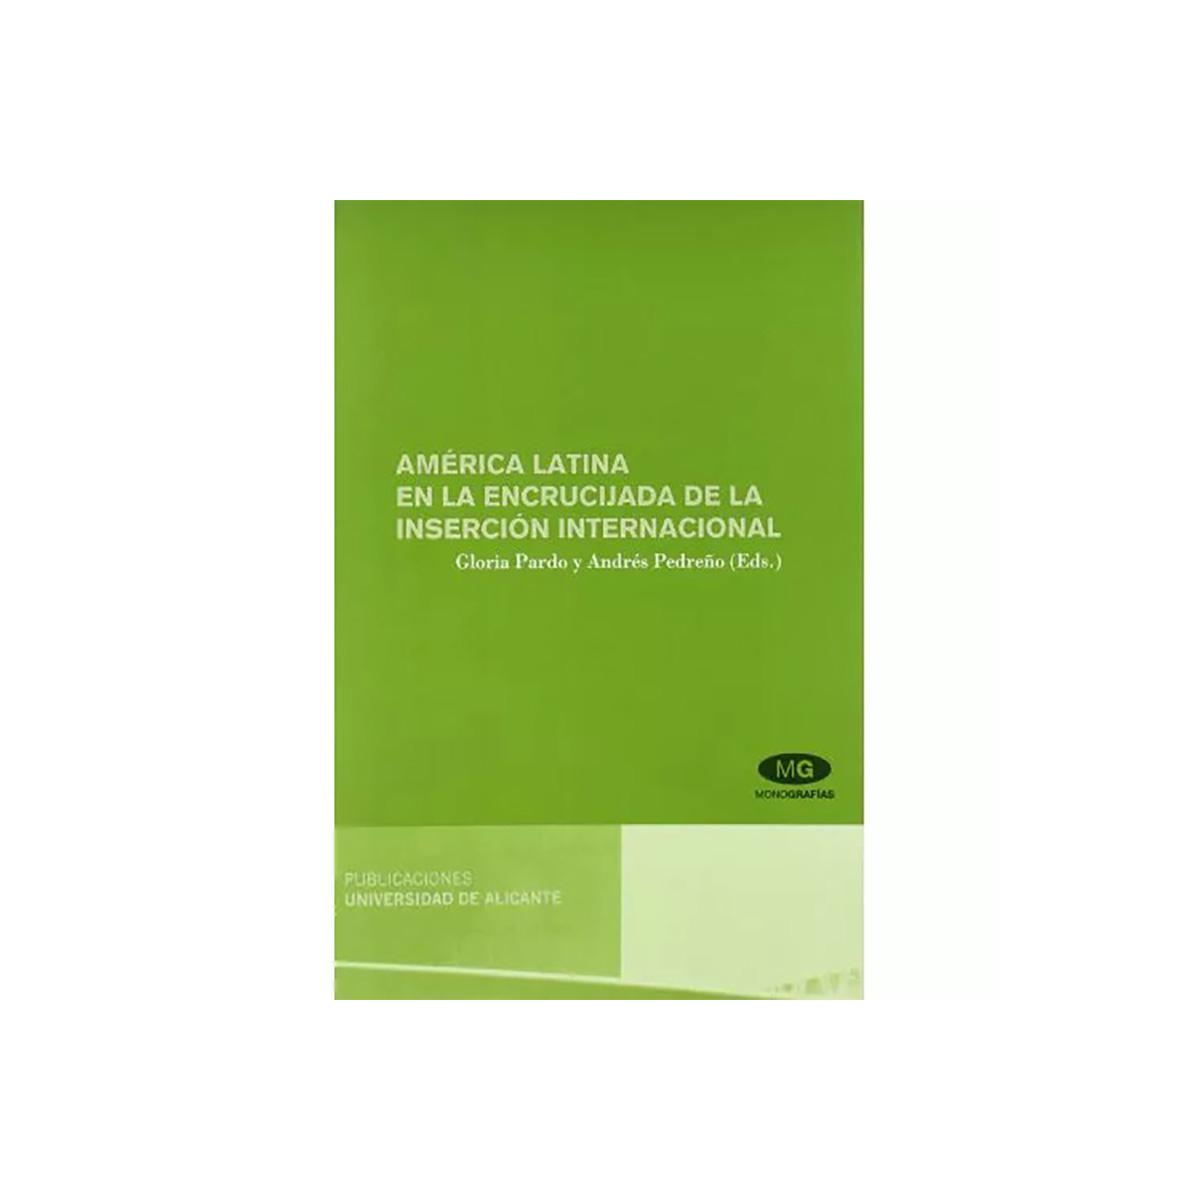 AMÉRICA LATINA
EN LA ENCRUCIJADA DE LA
INSERCIÓN INTERNACIONAL
Gloria Pardo y Andrés Pedreño (Eds.)
MG
MONOGRAFÍAS
PUBLICACIONES
UNIVERSIDAD DE ALICANTE